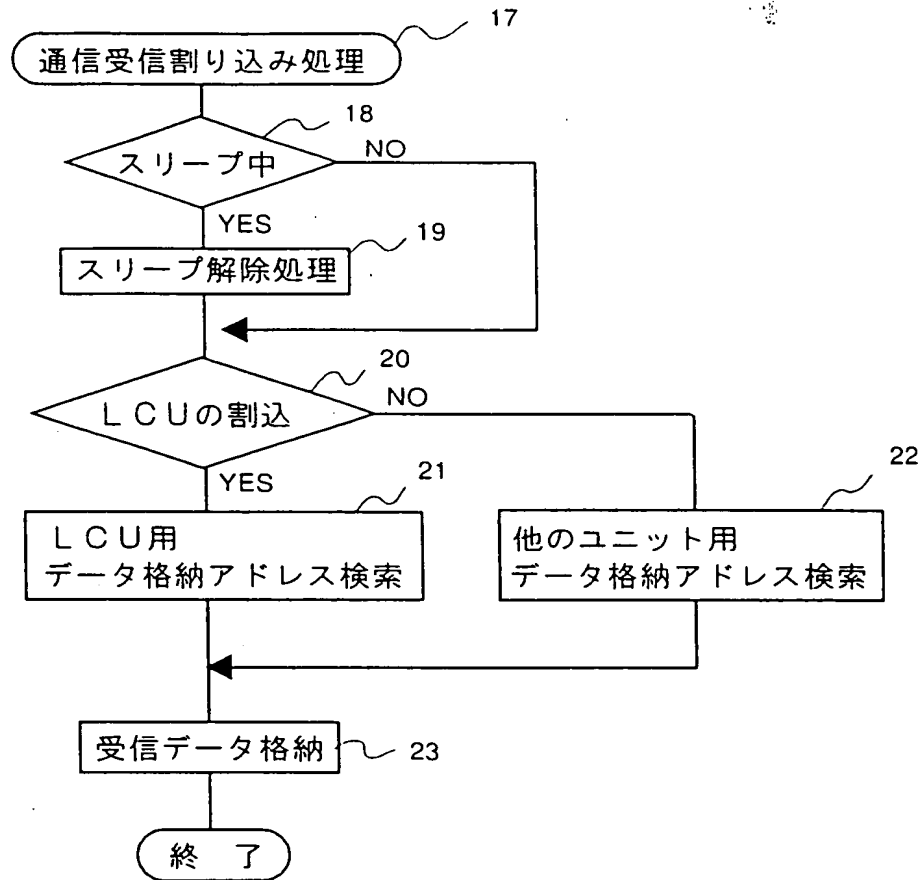 17
通信受信割り込み処理
18
スリープ中
NO
YES
19
スリープ解除処理
20
LCUの割込
NO
YES
21
22
LCU用
データ格納アドレス検索
他のユニット用
データ格納アドレス検索
受信データ格納
23
終 了